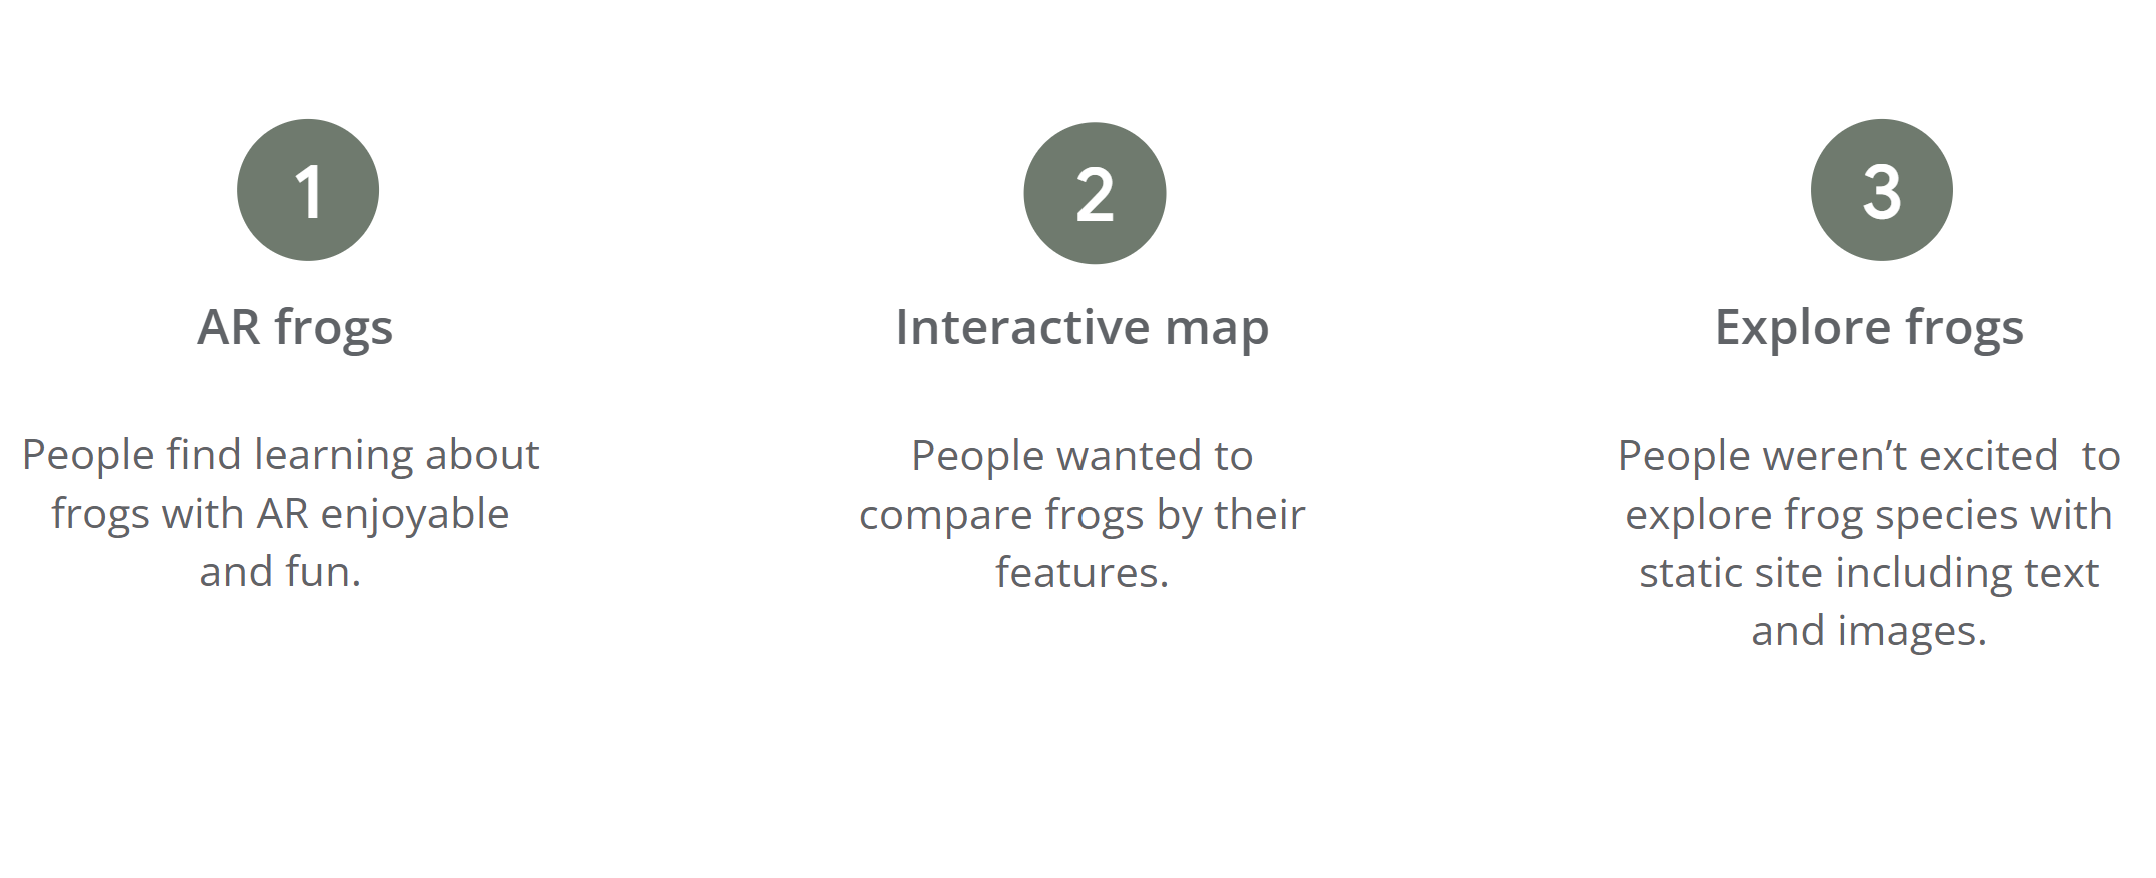 1
AR frogs
People find learning about
frogs with AR enjoyable
and fun.
2
Interactive map
People wanted to
compare frogs by their
features.
3
Explore frogs
People weren’t excited  to
explore frog species with
static site including text
and images.